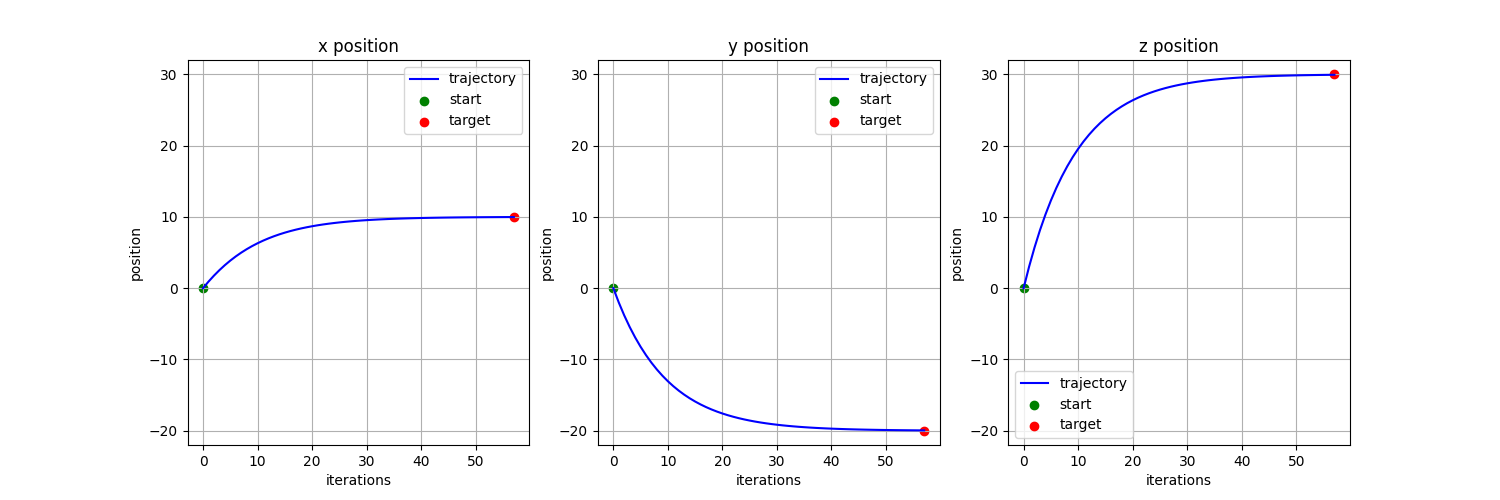 x position
30
20
10
0
−10
−20
position
0 10 20 30 40 50
iterations
trajectory
start
target
y position
30
20
10
0
−10
−20
position
0 10 20 30 40 50
iterations
trajectory
start
target
z position
30
20
10
0
−10
−20
position
0 10 20 30 40 50
iterations
trajectory
start
target